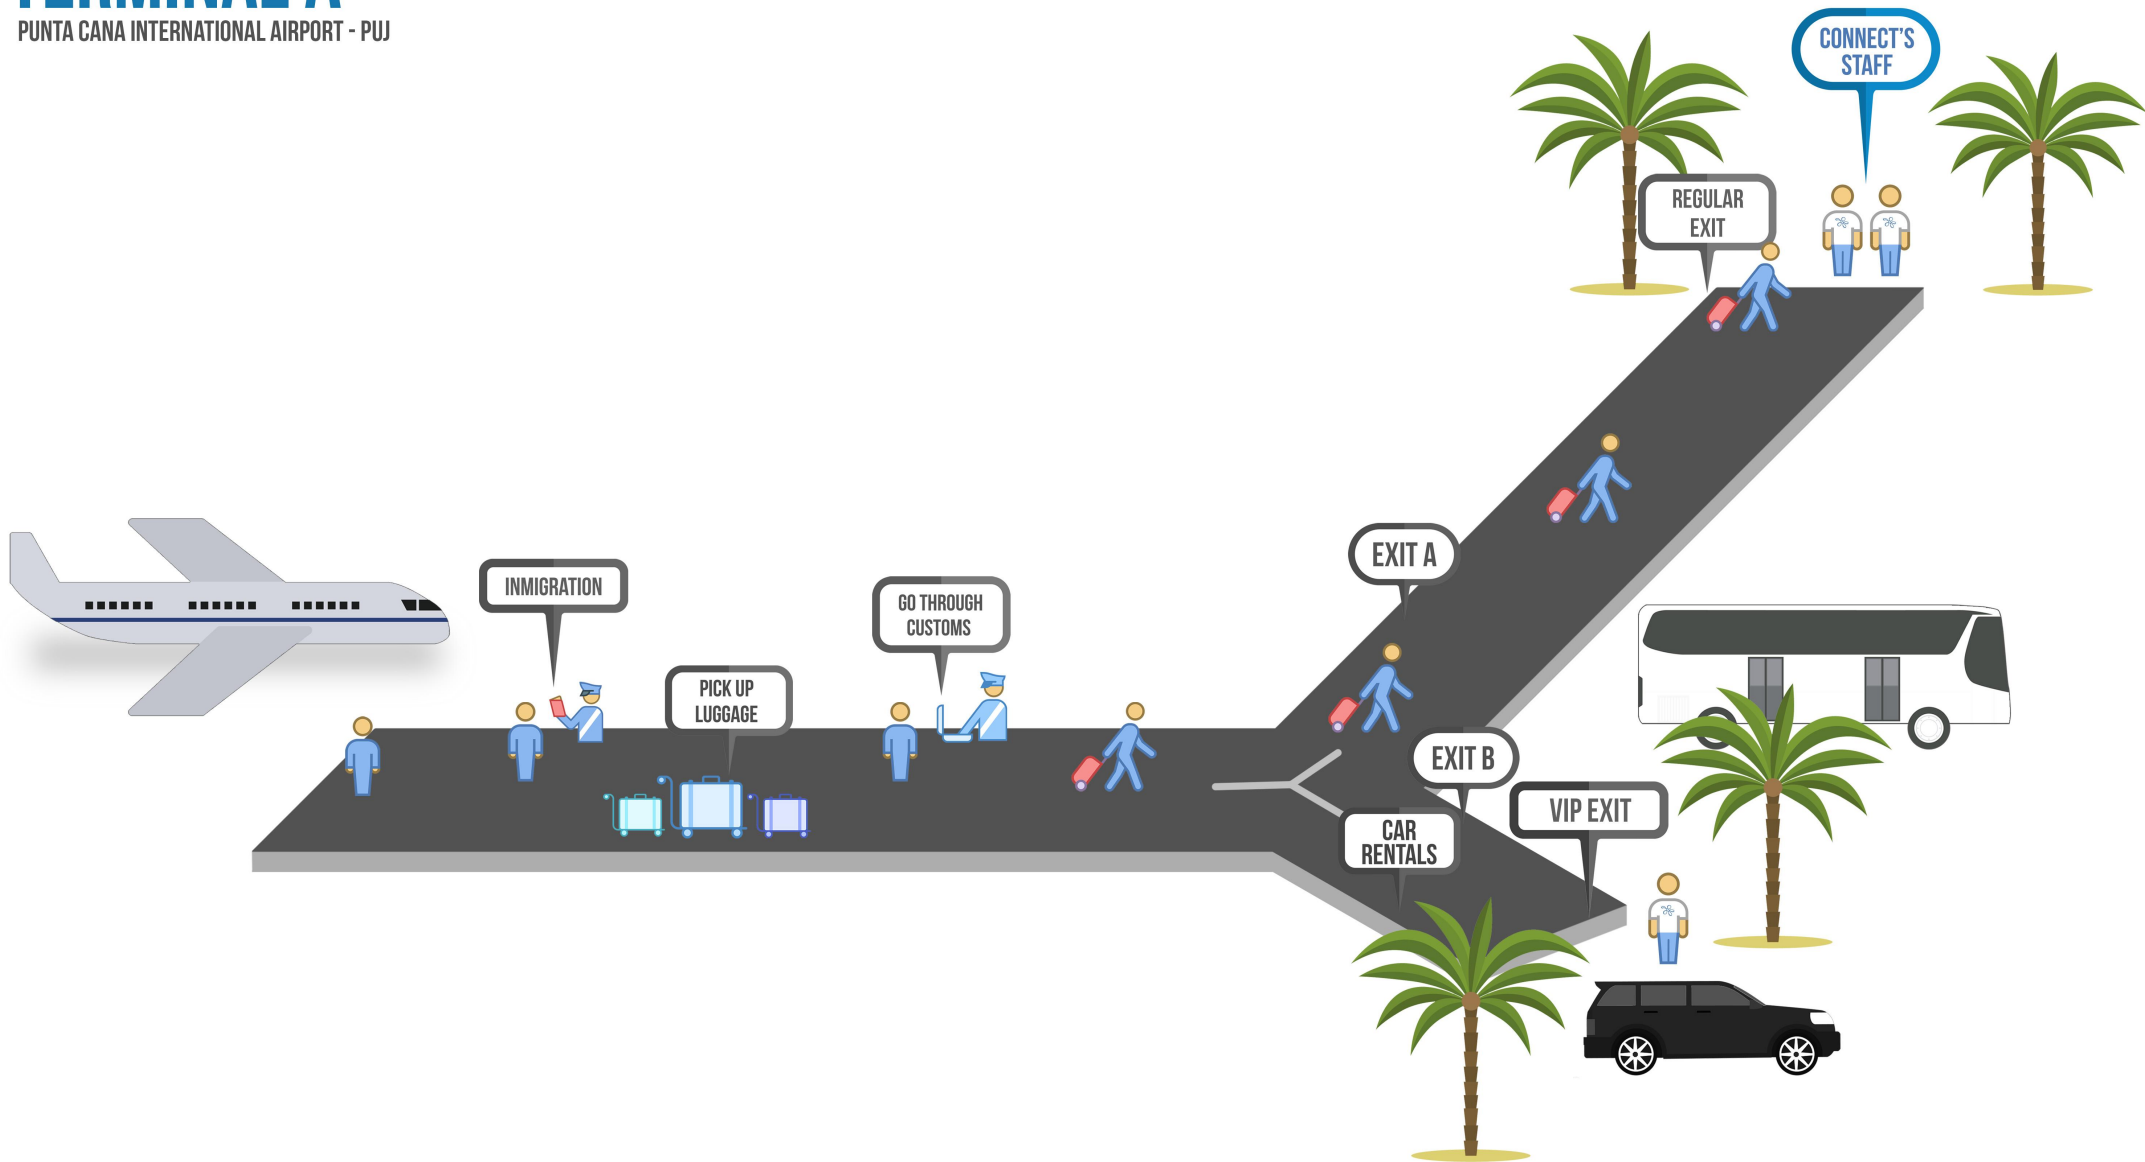 TERMINAL A
PUNTA CANA INTERNATIONAL AIRPORT - PUJ
CONNECT'S
STAFF
REGULAR
EXIT
EXIT A
INMIGRATION
GO THROUGH
CUSTOMS
PICK UP
LUGGAGE
EXIT B
VIP EXIT
CAR
RENTALS